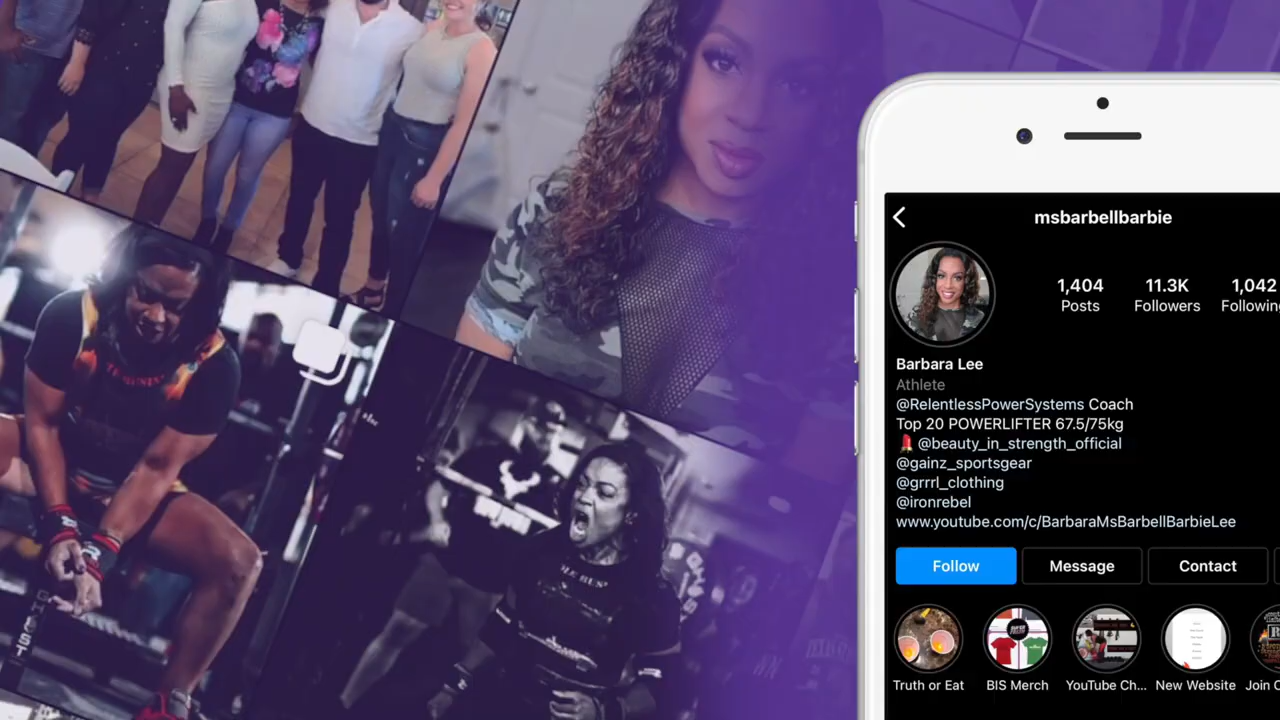 msbarbellbarbie
1,404
11.3K
1,042
Posts
Followers
Following
Barbara Lee
Athlete
@RelentlessPowerSystems Coach
Top 20 POWERLIFTER 67.5/75kg
💄 @beauty_in_strength_official
@gainz_sportsgear
@grrrl_clothing
@ironrebel
www.youtube.com/c/BarbaraMsBarbellBarbieLee
Follow
Message
Contact
Truth or Eat
BIS Merch
YouTube Ch...
New Website